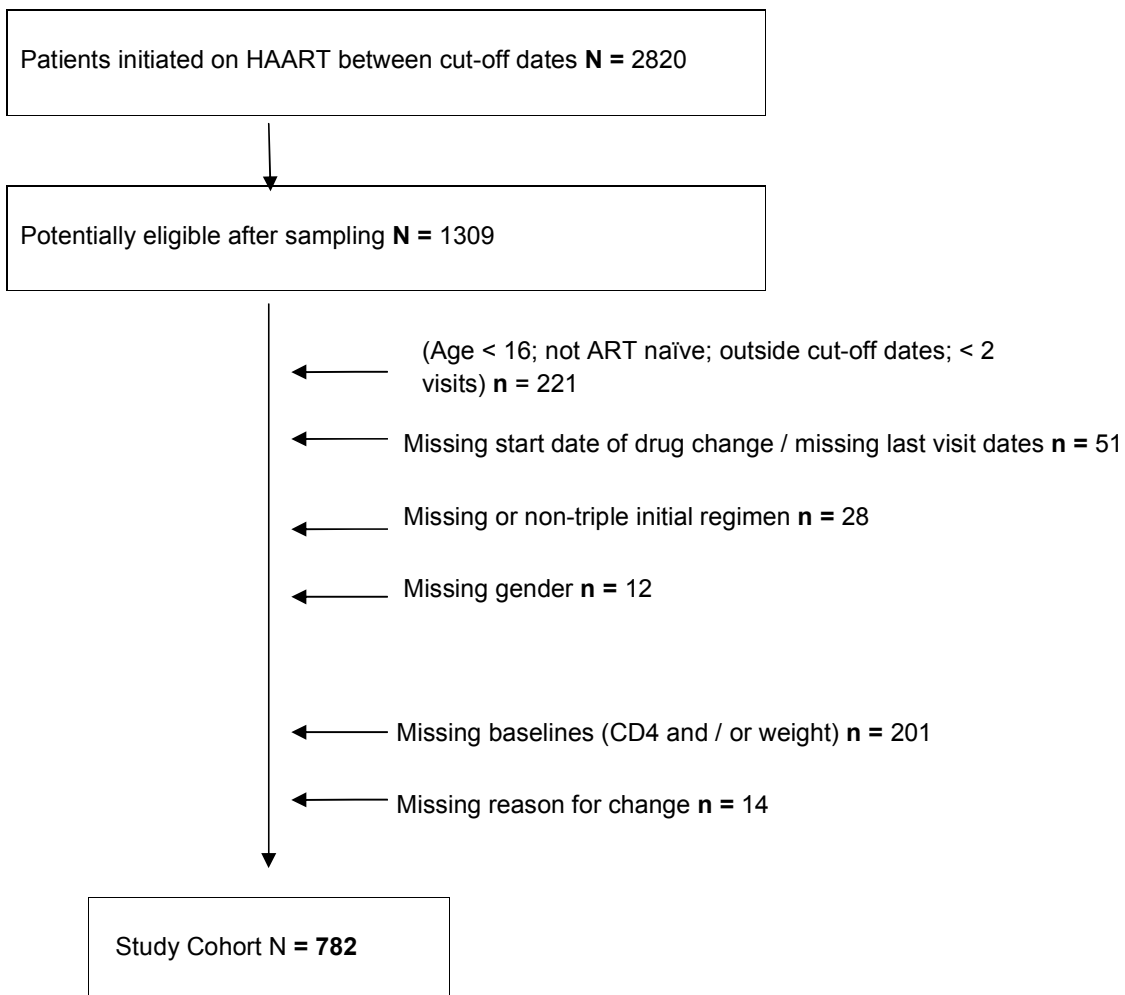 Patients initiated on HAART between cut-off dates N = 2820
Potentially eligible after sampling N = 1309
(Age < 16; not ART naïve; outside cut-off dates; < 2
visits) n = 221
Missing start date of drug change / missing last visit dates n = 51
Missing or non-triple initial regimen n = 28
Missing gender n = 12
Missing baselines (CD4 and / or weight) n = 201
Missing reason for change n = 14
Study Cohort N = 782